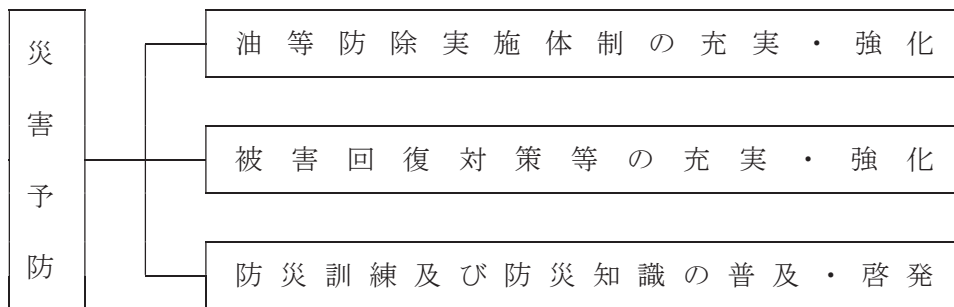 災害予防
油等防除実施体制の充実・強化
被害回復対策等の充実・強化
防災訓練及び防災知識の普及・啓発